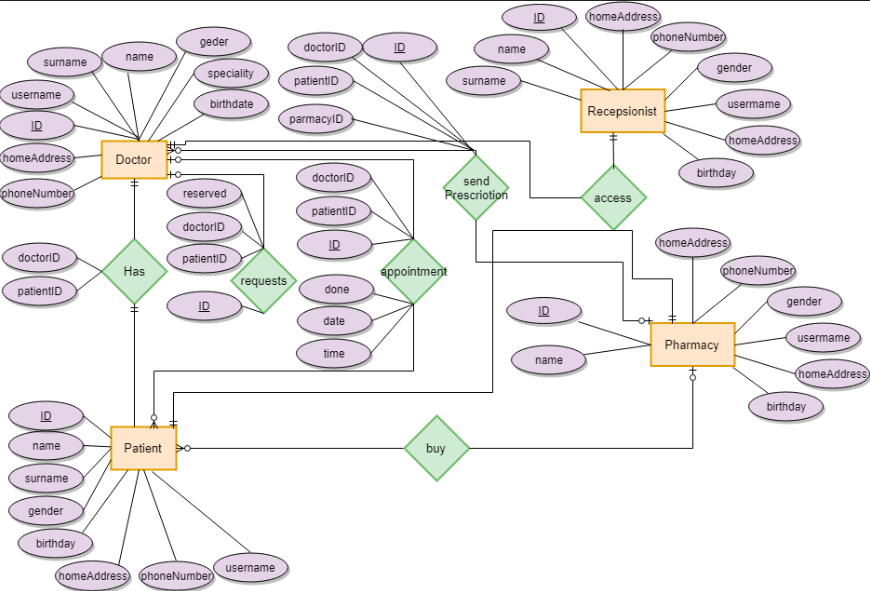 ID
homeAddress
phoneNumber
name
surname
gender
usermame
homeAddress
birthday
Recepsionist
geder
name
surname
speciality
username
birthdate
ID
homeAddress
phoneNumber
Doctor
doctorID
ID
patientID
parmacyID
send
Prescriotion
access
reserved
doctorID
patientID
ID
requests
doctorID
patientID
ID
appointment
done
date
time
doctorID
patientID
Has
homeAddress
phoneNumber
gender
usermame
homeAddress
birthday
ID
name
Pharmacy
ID
name
surname
gender
birthday
homeAddress
phoneNumber
username
Patient
buy